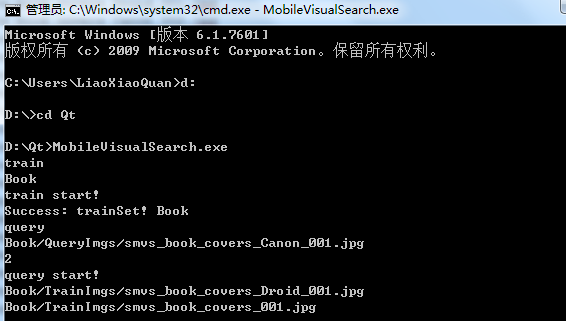 管理员: C:\Windows\system32\cmd.exe - MobileVisualSearch.exe
Microsoft Windows [版本 6.1.7601]
版权所有 (c) 2009 Microsoft Corporation。保留所有权利。
C:\Users\LiaoXiaoQuan>d:
D:\>cd Qt
D:\Qt>MobileVisualSearch.exe
train
Book
train start!
Success: trainSet! Book
query
Book/QueryImgs/smvs_book_covers_Canon_001.jpg
2
query start!
Book/TrainImgs/smvs_book_covers_Droid_001.jpg
Book/TrainImgs/smvs_book_covers_001.jpg